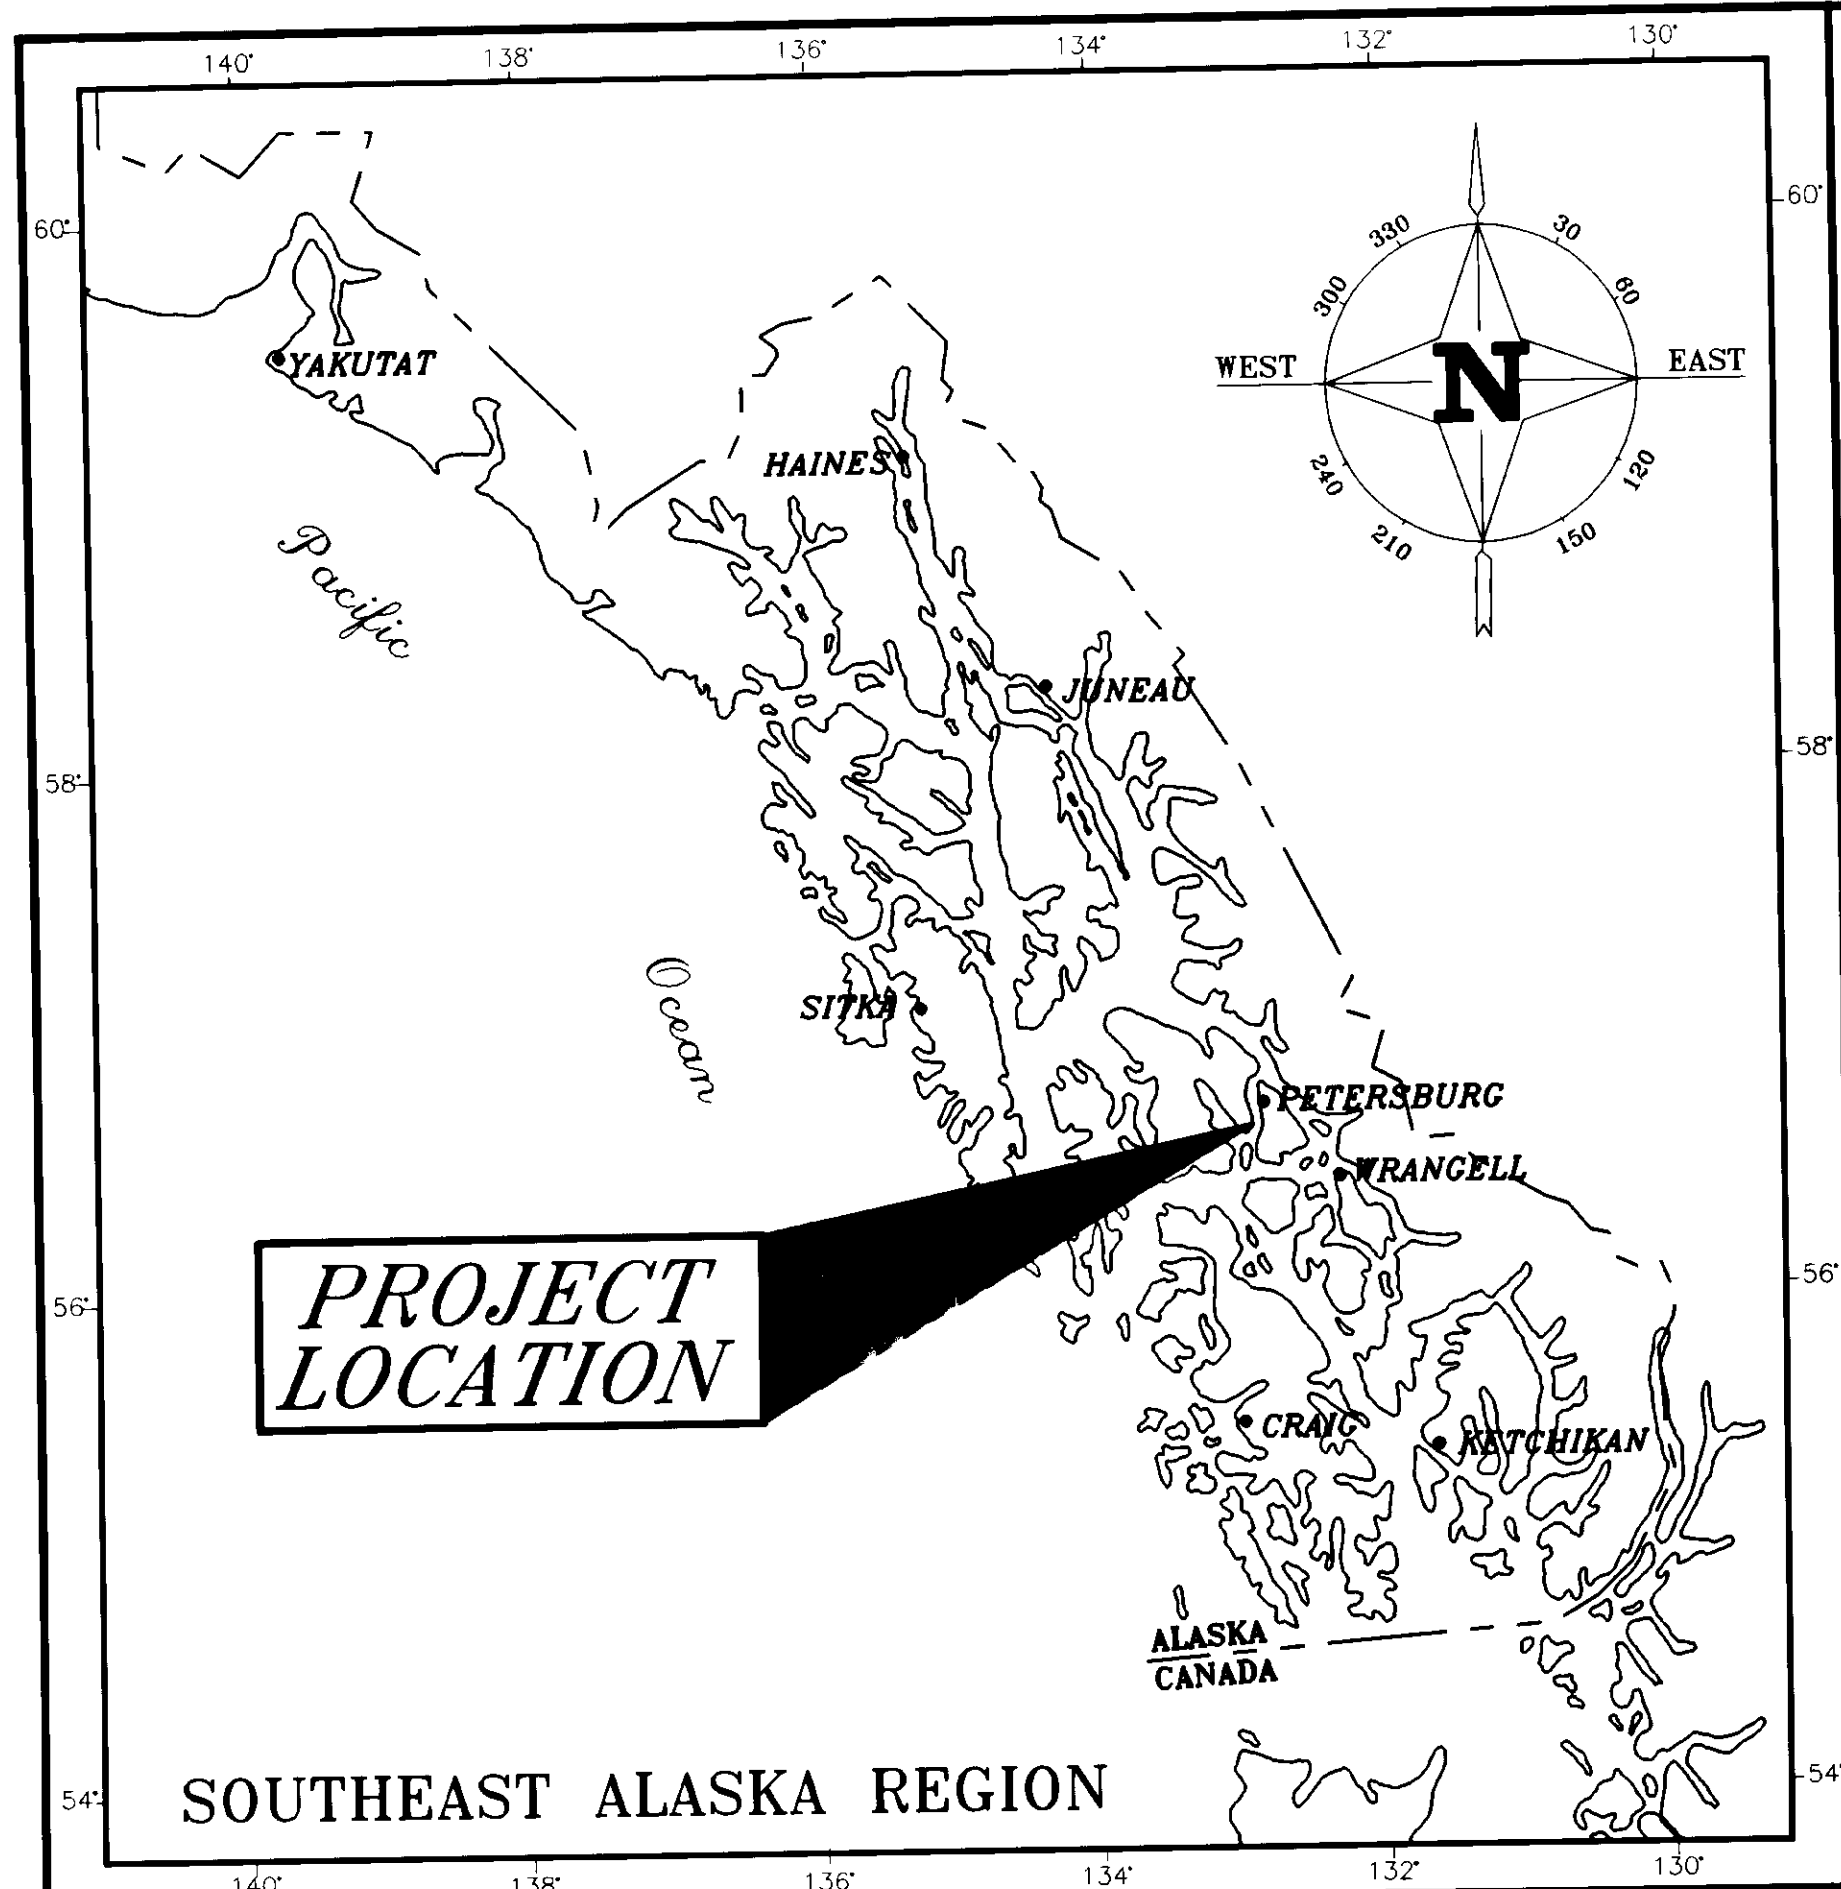 140° 138° 136° 134° 132° 130°
60° 60°
330 30
300 60
WEST N EAST
240 120
210 150
YAKUTAT
HAINES
Pacific
JUNEAU
58° 58°
Ocean
SITKA
PETERSBURG
WRANGELL
PROJECT
LOCATION
56° 56°
CRAIG
KETCHIKAN
ALASKA
CANADA
SOUTHEAST ALASKA REGION
54° 54°
140° 138° 136° 134° 132° 130°